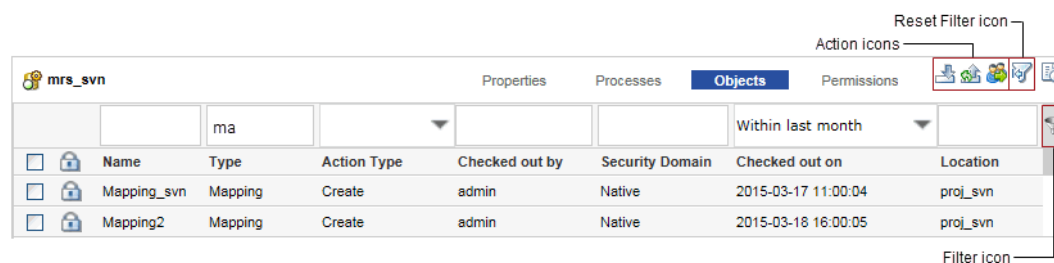 Reset Filter icon
Action icons
mrs_svn Properties Processes Objects Permissions
ma Within last month
Name Type Action Type Checked out by Security Domain Checked out on Location
Mapping_svn Mapping Create admin Native 2015-03-17 11:00:04 proj_svn
Mapping2 Mapping Create admin Native 2015-03-18 16:00:05 proj_svn
Filter icon